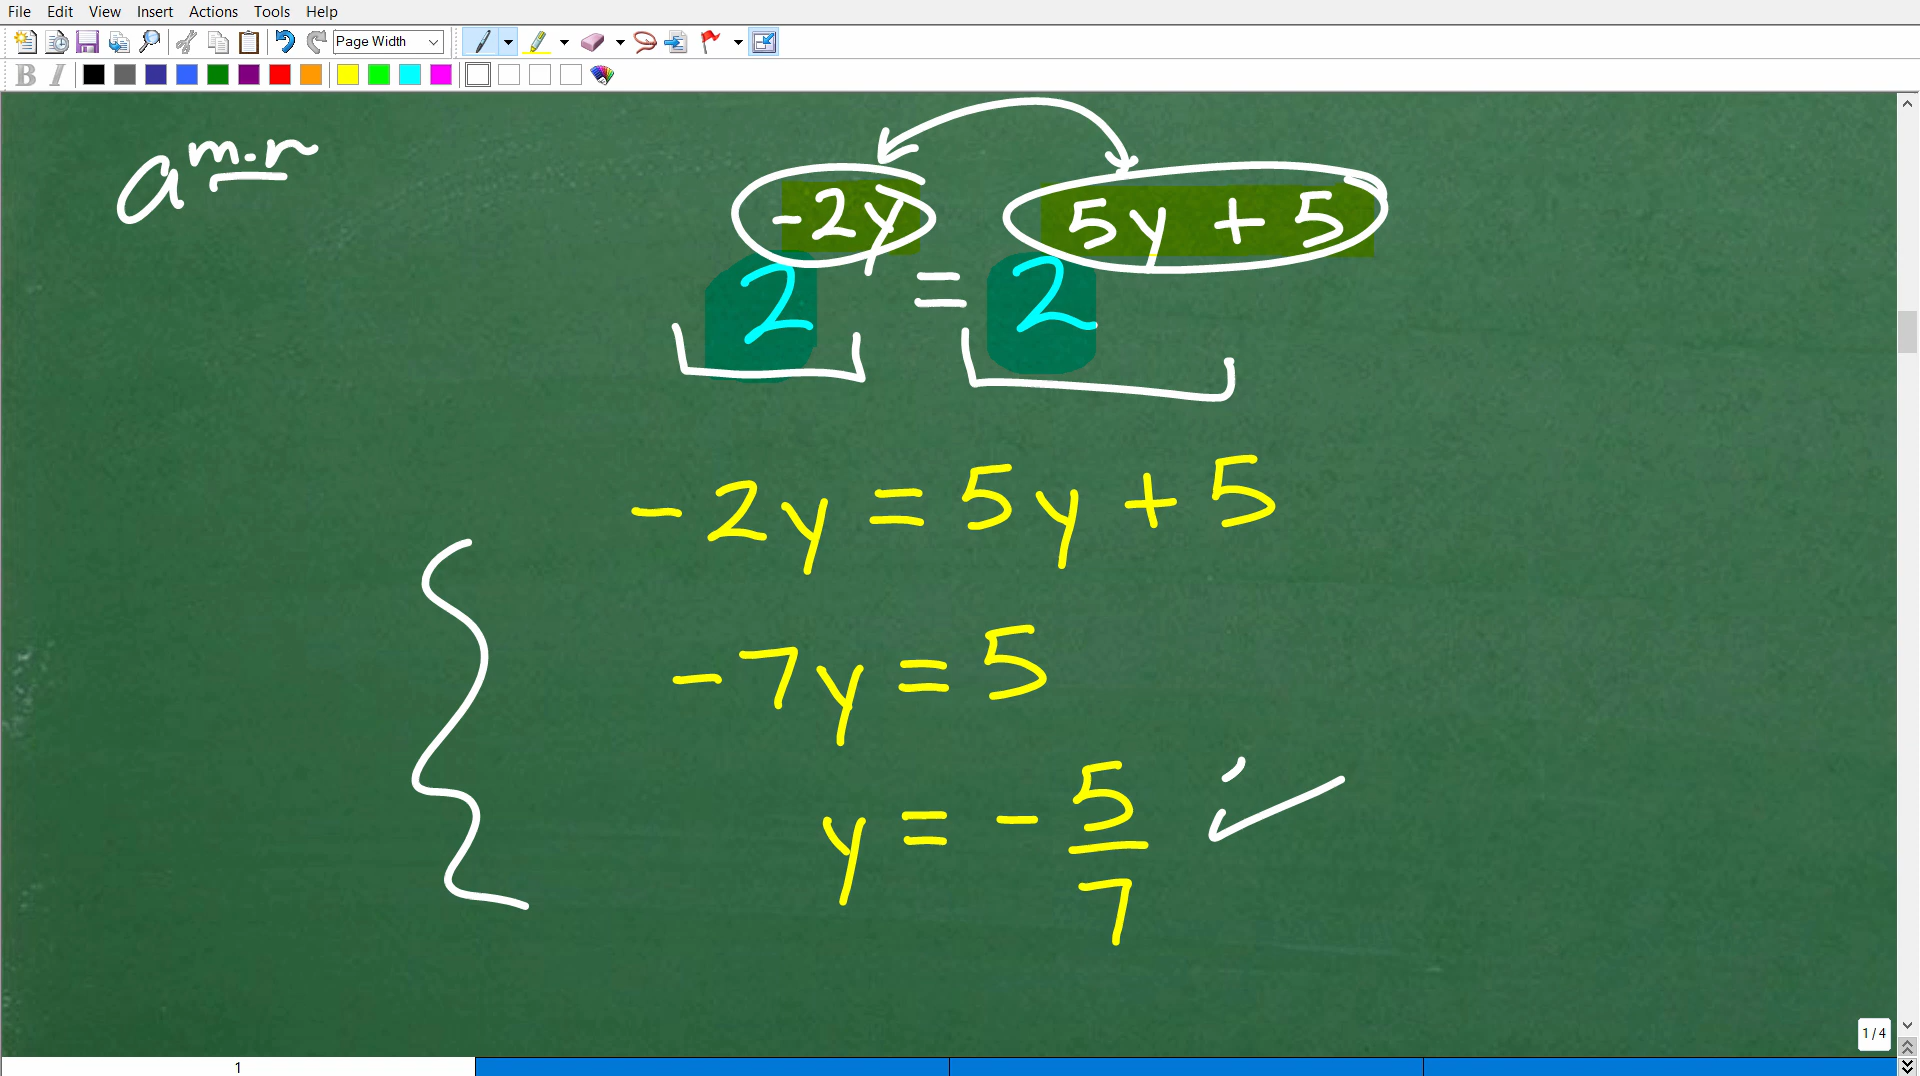 File Edit View Insert Actions Tools Help
Page Width
B I
a^{m·n}
2^{-2y} = 2^{5y + 5}
-2y = 5y + 5
-7y = 5
y = -5/7
1 / 4
1